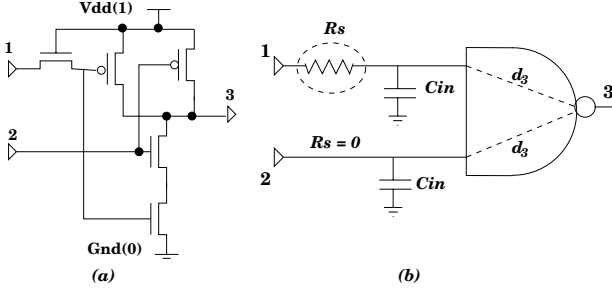 Vdd(1)
1
2
3
Gnd(0)
(a)
Rs
1
Cin
d3
3
Rs = 0
d3
2
Cin
(b)